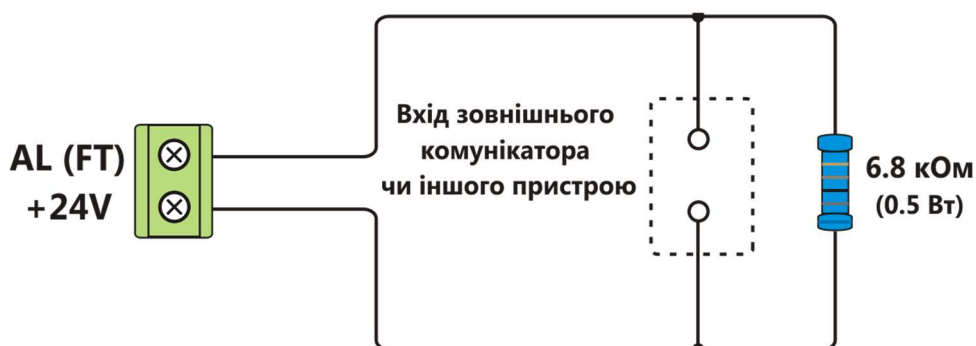 AL (FT)
+24V
Вхід зовнішнього
комунікатора
чи іншого пристрою
6.8 кОм
(0.5 Вт)